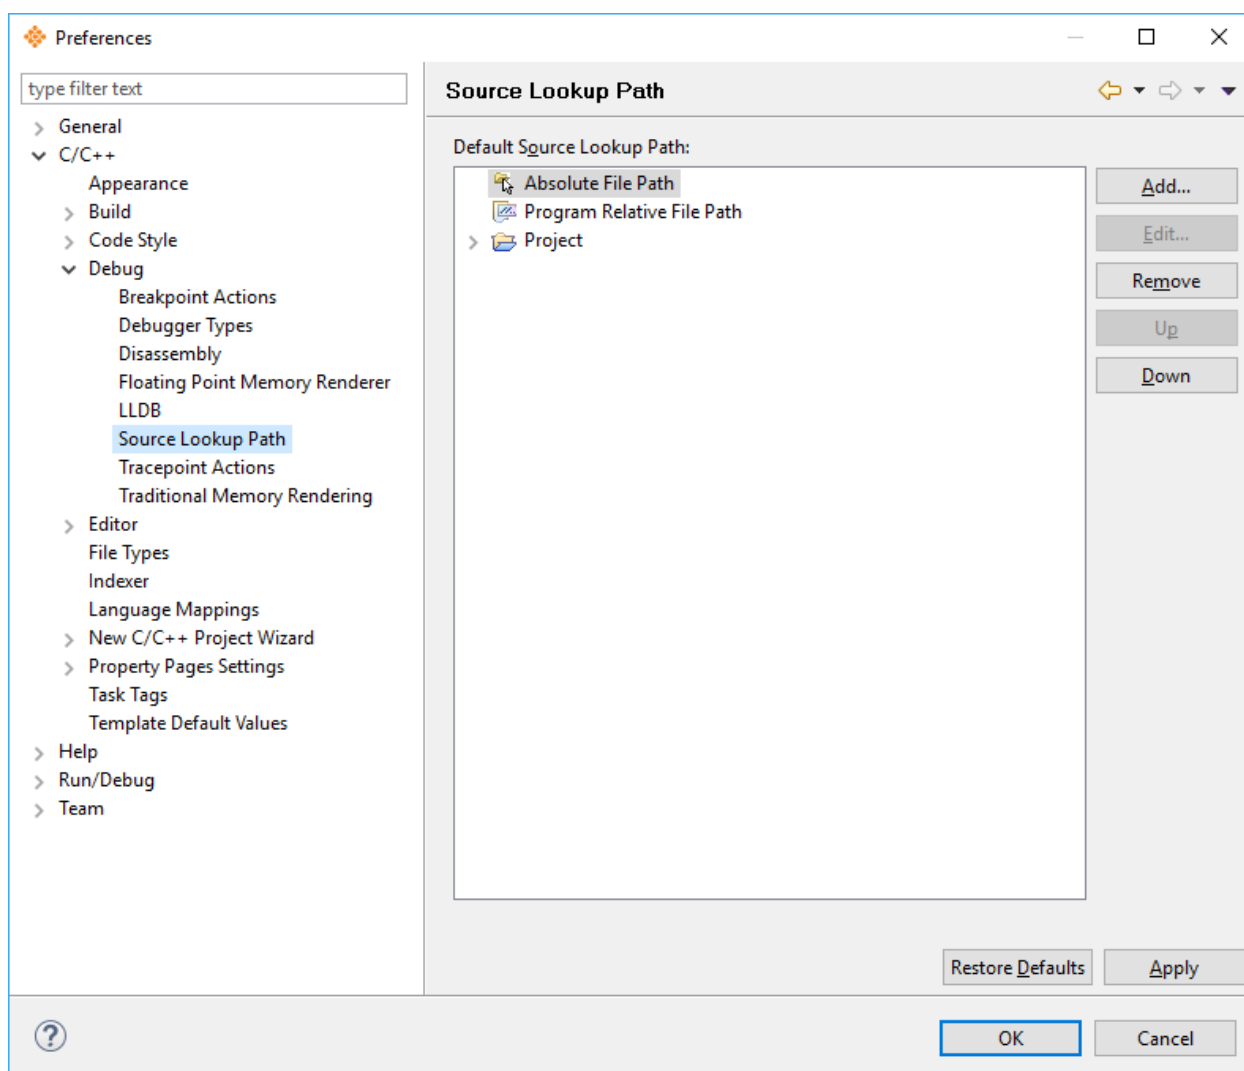 Preferences
type filter text
General
C/C++
Appearance
Build
Code Style
Debug
Breakpoint Actions
Debugger Types
Disassembly
Floating Point Memory Renderer
LLDB
Source Lookup Path
Tracepoint Actions
Traditional Memory Rendering
Editor
File Types
Indexer
Language Mappings
New C/C++ Project Wizard
Property Pages Settings
Task Tags
Template Default Values
Help
Run/Debug
Team
Source Lookup Path
Default Source Lookup Path:
Absolute File Path
Program Relative File Path
Project
Add...
Edit...
Remove
Up
Down
Restore Defaults
Apply
OK
Cancel